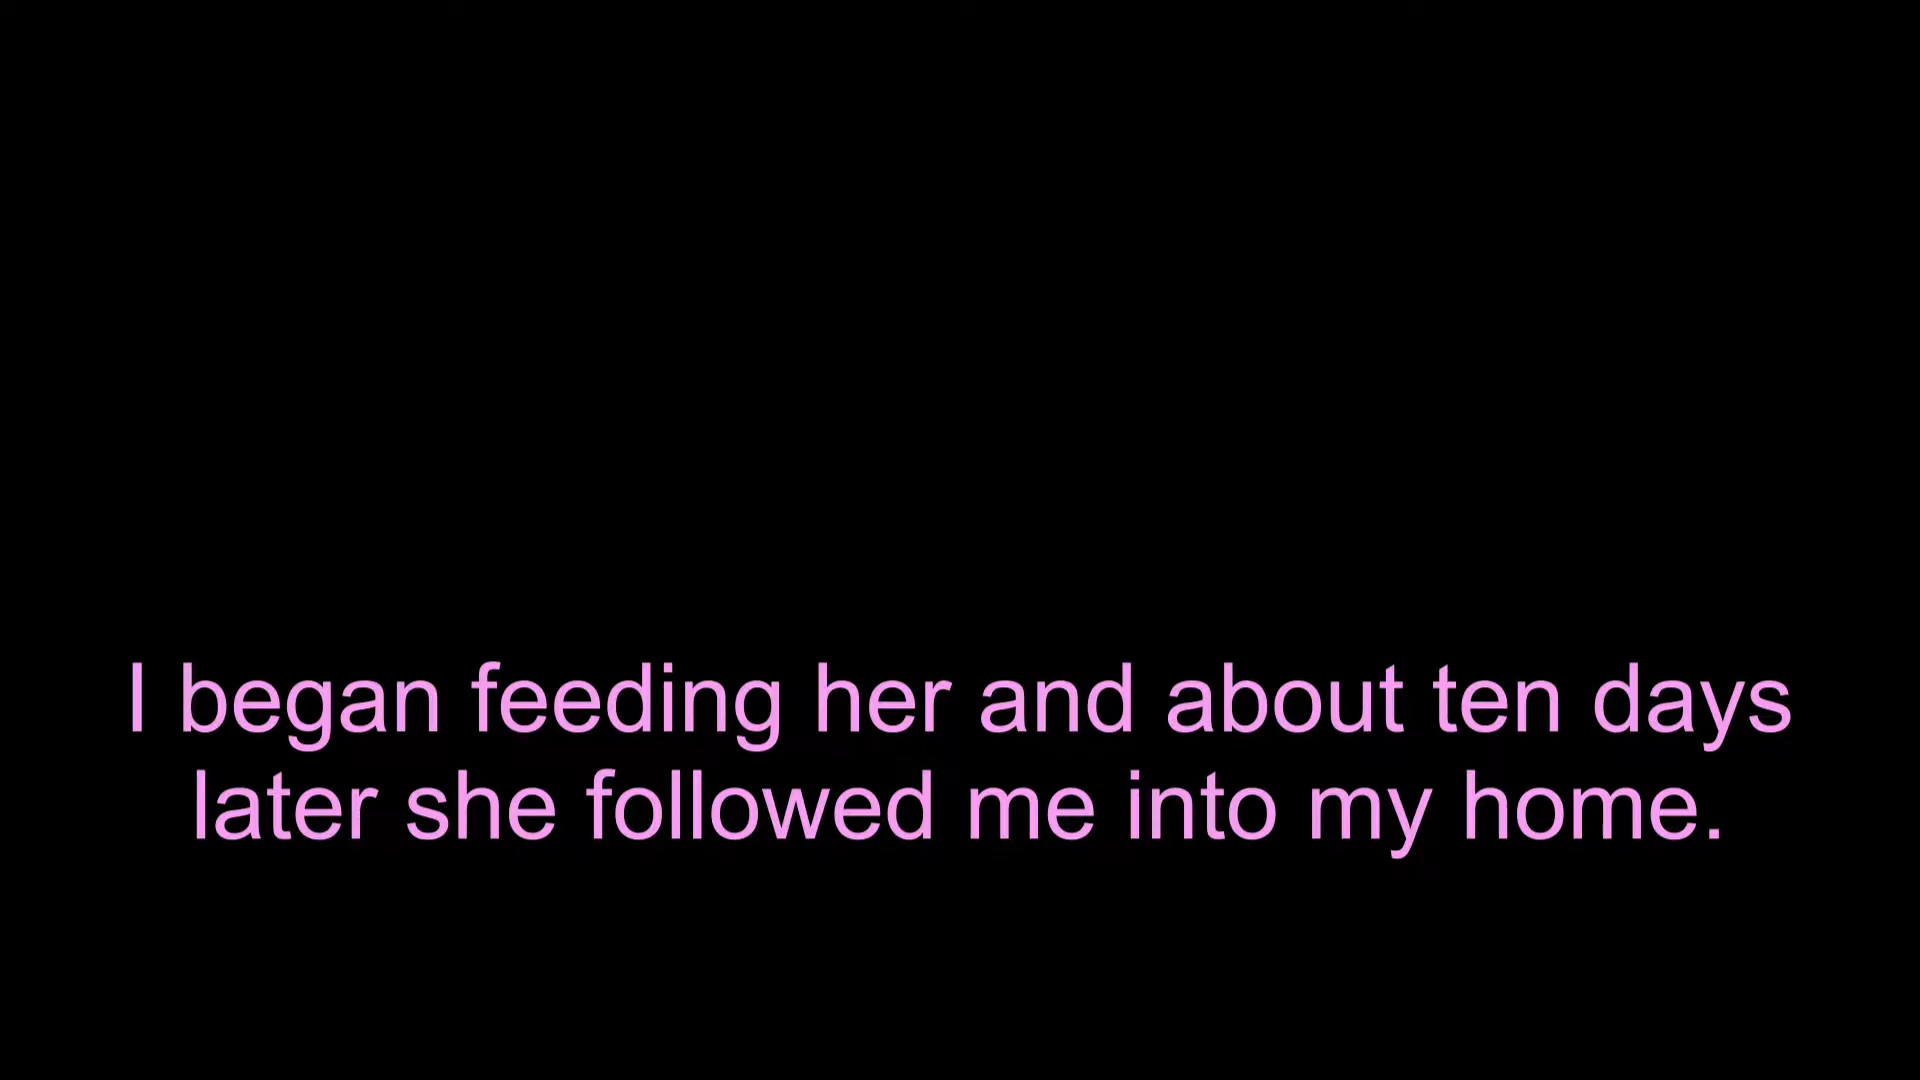 I began feeding her and about ten days
later she followed me into my home.